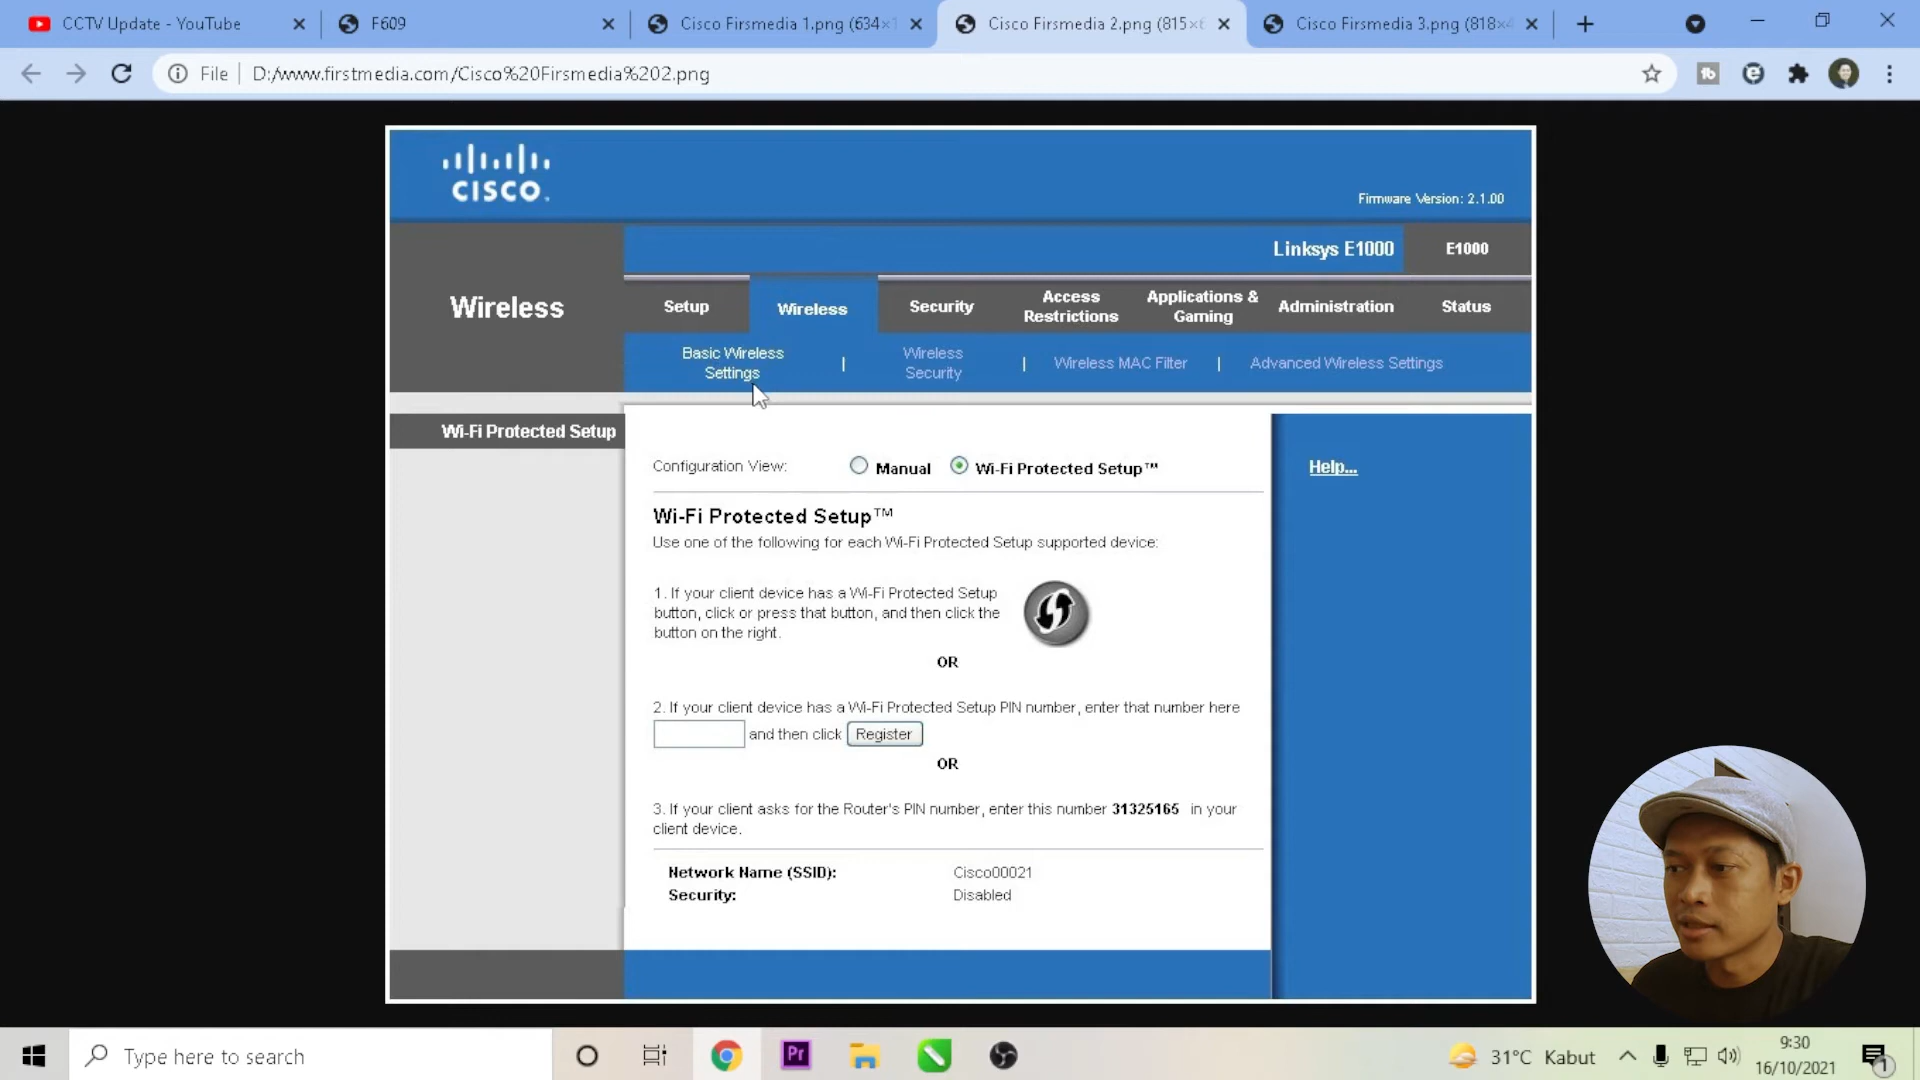 CCTV Update - YouTube
F609
Cisco Firsmedia 1.png (634×1
Cisco Firsmedia 2.png (815×6
Cisco Firsmedia 3.png (818×4
File
D:/www.firstmedia.com/Cisco%20Firsmedia%202.png
CISCO.
Firmware Version: 2.1.00
Linksys E1000
E1000
Wireless
Setup
Wireless
Security
Access Restrictions
Applications & Gaming
Administration
Status
Basic Wireless Settings
|
Wireless Security
|
Wireless MAC Filter
|
Advanced Wireless Settings
Wi-Fi Protected Setup
Configuration View:
Manual
Wi-Fi Protected Setup™
Help...
Wi-Fi Protected Setup™
Use one of the following for each Wi-Fi Protected Setup supported device:
1. If your client device has a Wi-Fi Protected Setup
button, click or press that button, and then click the
button on the right.
OR
2. If your client device has a Wi-Fi Protected Setup PIN number, enter that number here
and then click Register
OR
3. If your client asks for the Router's PIN number, enter this number 31325165 in your
client device.
Network Name (SSID): Cisco00021
Security: Disabled
Type here to search
Pr
31°C Kabut
9:30
16/10/2021
1